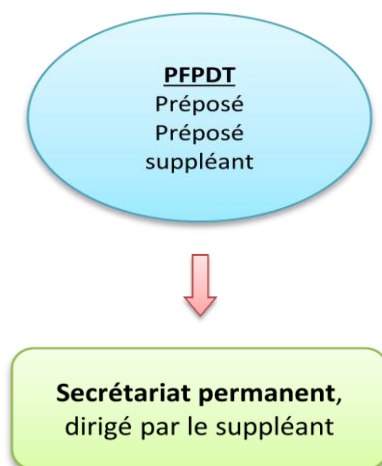 PFPDT
Préposé
Préposé
suppléant
Secrétariat permanent,
dirigé par le suppléant